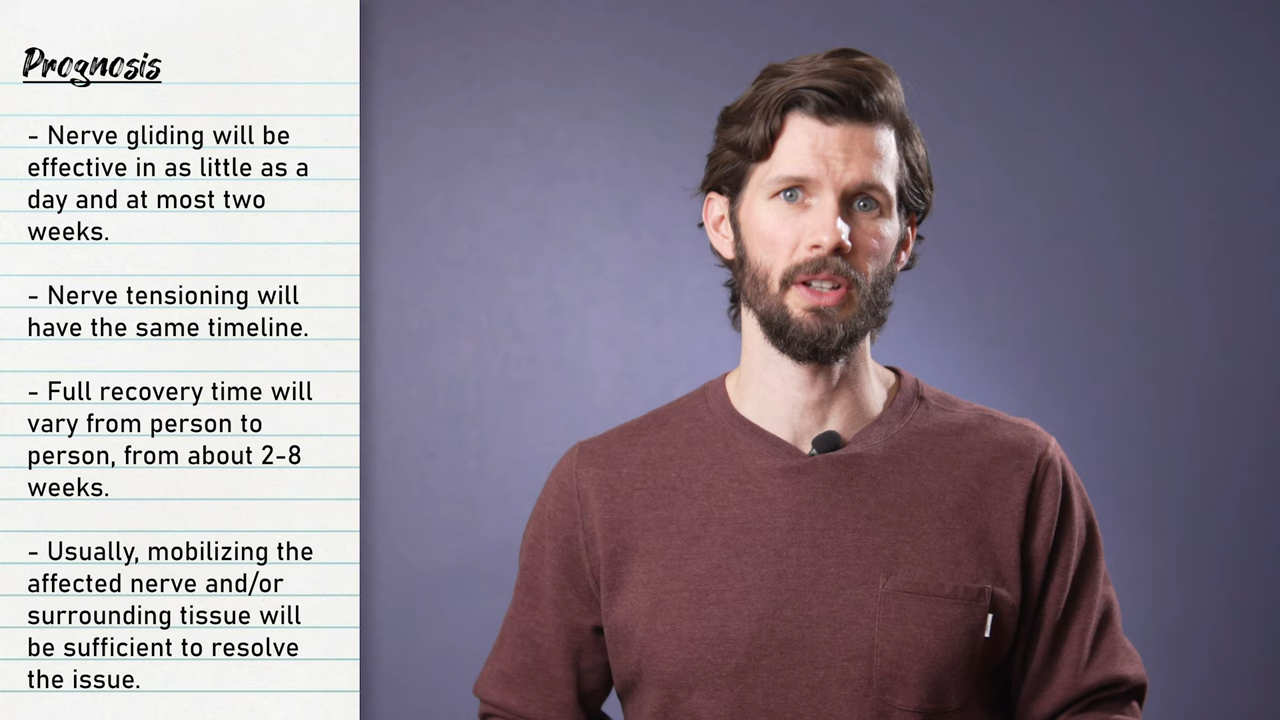 Prognosis
- Nerve gliding will be
effective in as little as a
day and at most two
weeks.
- Nerve tensioning will
have the same timeline.
- Full recovery time will
vary from person to
person, from about 2-8
weeks.
- Usually, mobilizing the
affected nerve and/or
surrounding tissue will
be sufficient to resolve
the issue.